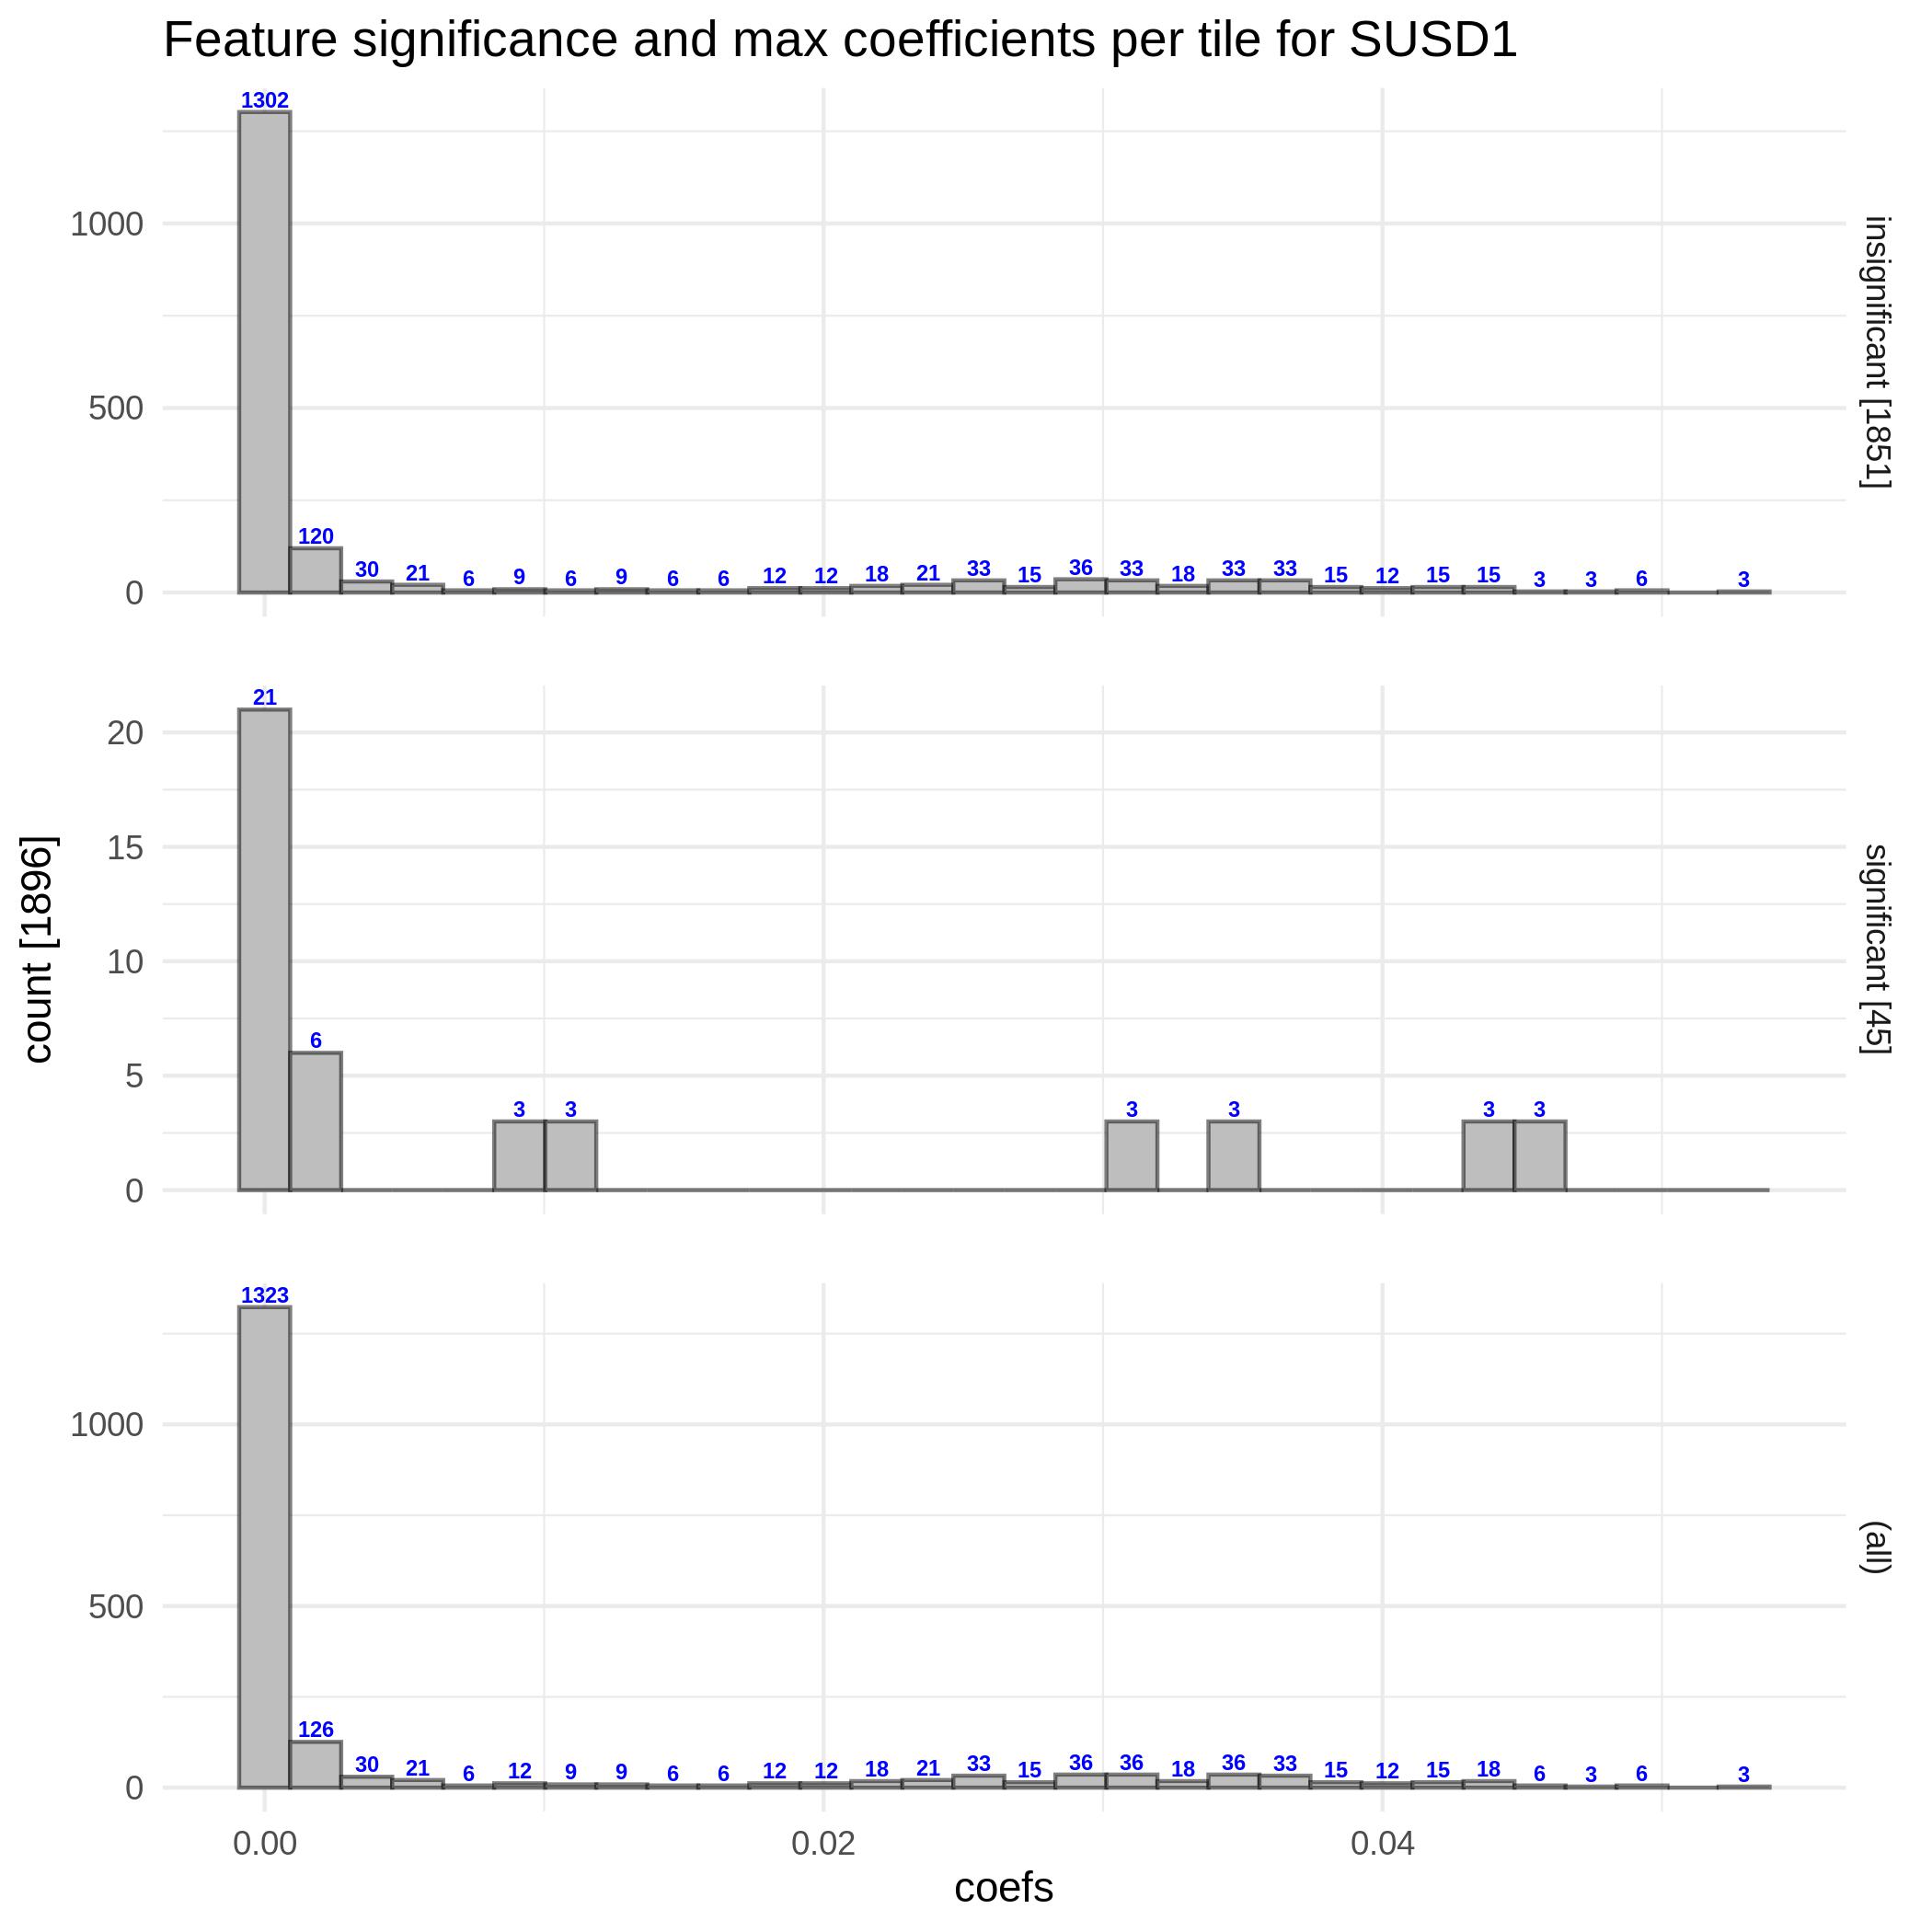 Feature significance and max coefficients per tile for SUSD1
1302
120 30 21 6 9 6 9 6 6 12 12 18 21 33 15 36 33 18 33 33 15 12 15 15 3 3 6 3
1000
500
0
insignificant [1851]
21
6
3 3 3 3 3 3
20
15
10
5
0
significant [45]
count [1896]
1323
126 30 21 6 12 9 9 6 6 12 12 18 21 33 15 36 36 18 36 33 15 12 15 18 6 3 6 3
1000
500
0
(all)
0.00 0.02 0.04
coefs